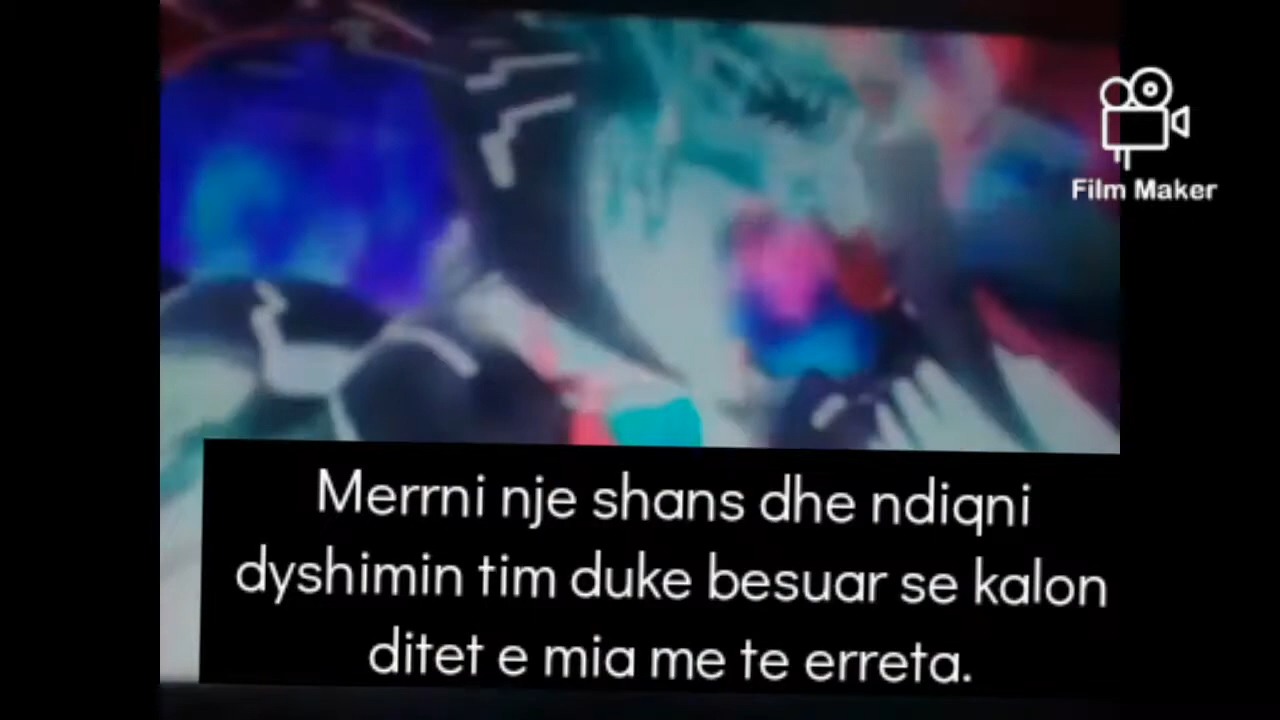 Film Maker
Merrni nje shans dhe ndiqni
dyshimin tim duke besuar se kalon
ditet e mia me te erreta.